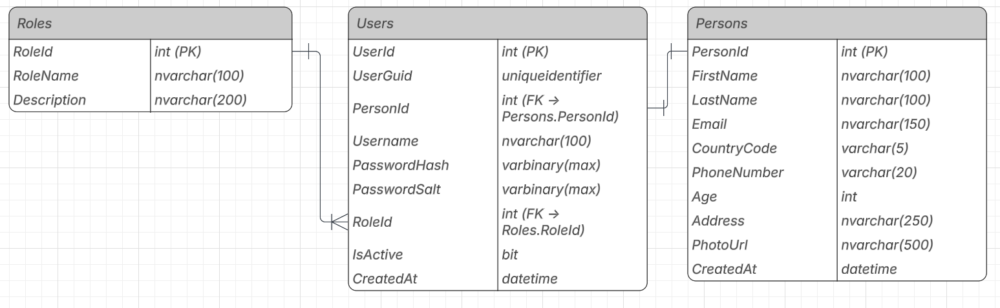 Roles
RoleId int (PK)
RoleName nvarchar(100)
Description nvarchar(200)
Users
UserId int (PK)
UserGuid uniqueidentifier
PersonId int (FK →
Persons.PersonId)
Username nvarchar(100)
PasswordHash varbinary(max)
PasswordSalt varbinary(max)
RoleId int (FK →
Roles.RoleId)
IsActive bit
CreatedAt datetime
Persons
PersonId int (PK)
FirstName nvarchar(100)
LastName nvarchar(100)
Email nvarchar(150)
CountryCode varchar(5)
PhoneNumber varchar(20)
Age int
Address nvarchar(250)
PhotoUrl nvarchar(500)
CreatedAt datetime